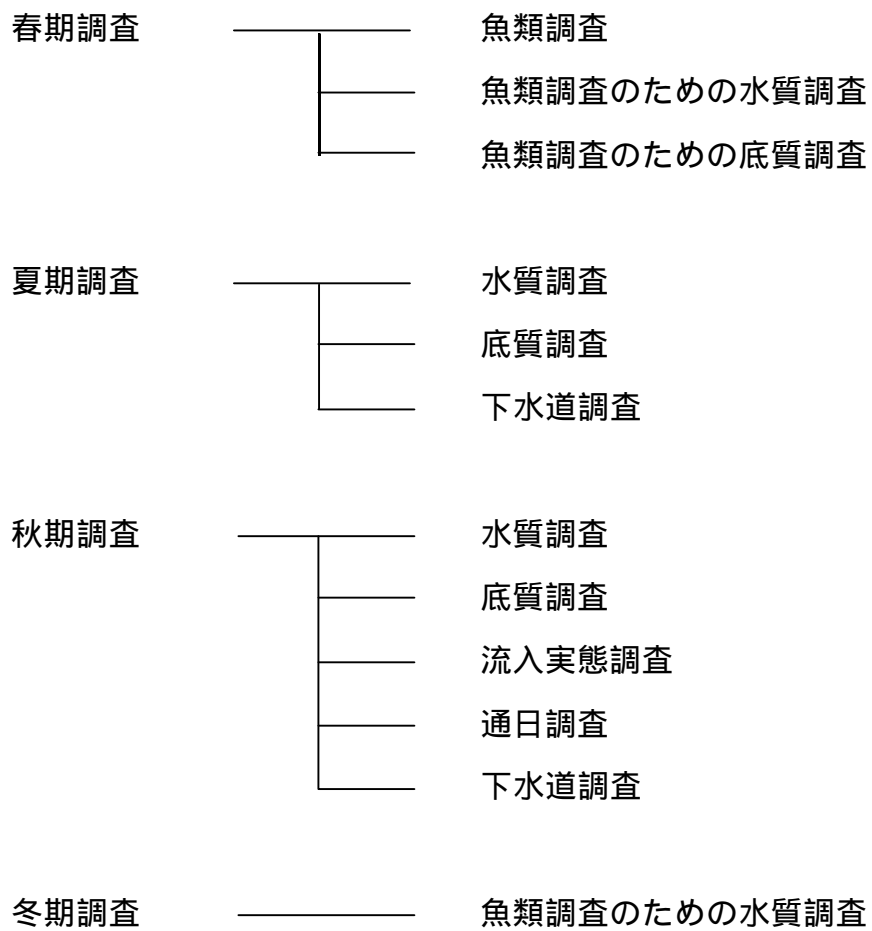 春期調査 魚類調査
魚類調査のための水質調査
魚類調査のための底質調査
夏期調査 水質調査
底質調査
下水道調査
秋期調査 水質調査
底質調査
流入実態調査
通日調査
下水道調査
冬期調査 魚類調査のための水質調査